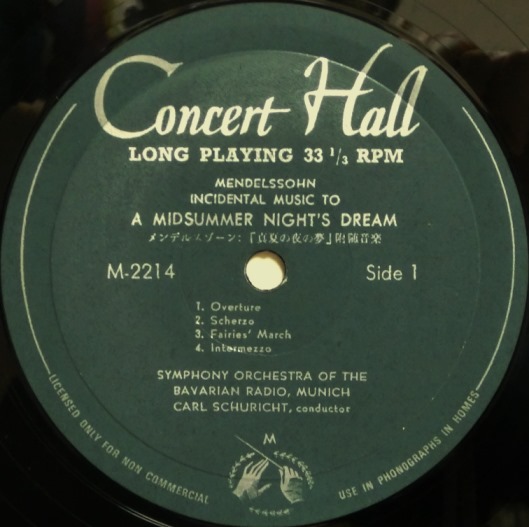 Concert Hall
LONG PLAYING 33 1/3 RPM
MENDELSSOHN
INCIDENTAL MUSIC TO
A MIDSUMMER NIGHT'S DREAM
メンデルスゾーン:『真夏の夜の夢』附随音楽
M-2214
Side 1
1. Overture
2. Scherzo
3. Fairies' March
4. Intermezzo
SYMPHONY ORCHESTRA OF THE
BAVARIAN RADIO, MUNICH
CARL SCHURICHT, conductor
M
LICENSED ONLY FOR NON COMMERCIAL
USE IN PHONOGRAPHS IN HOMES